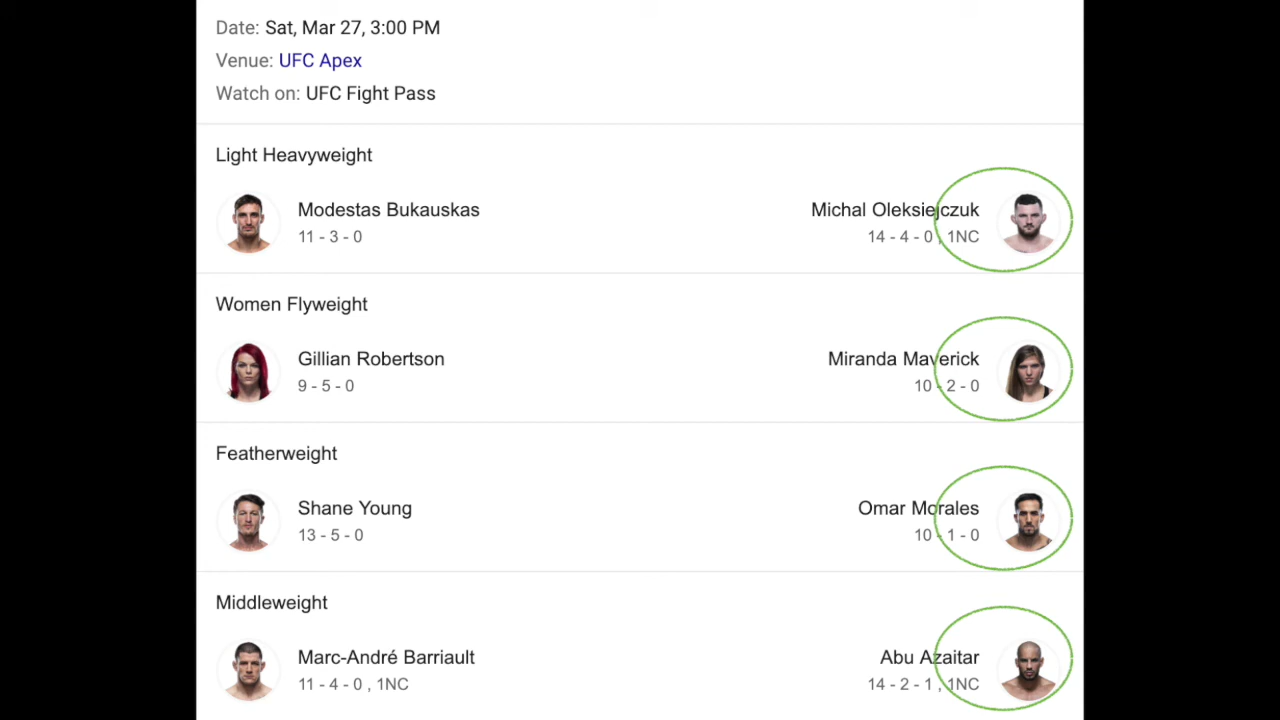 Date: Sat, Mar 27, 3:00 PM
Venue: UFC Apex
Watch on: UFC Fight Pass
Light Heavyweight
Modestas Bukauskas Michal Oleksiejczuk
11 - 3 - 0 14 - 4 - 0 , 1NC
Women Flyweight
Gillian Robertson Miranda Maverick
9 - 5 - 0 10 - 2 - 0
Featherweight
Shane Young Omar Morales
13 - 5 - 0 10 - 1 - 0
Middleweight
Marc-André Barriault Abu Azaitar
11 - 4 - 0 , 1NC 14 - 2 - 1 , 1NC